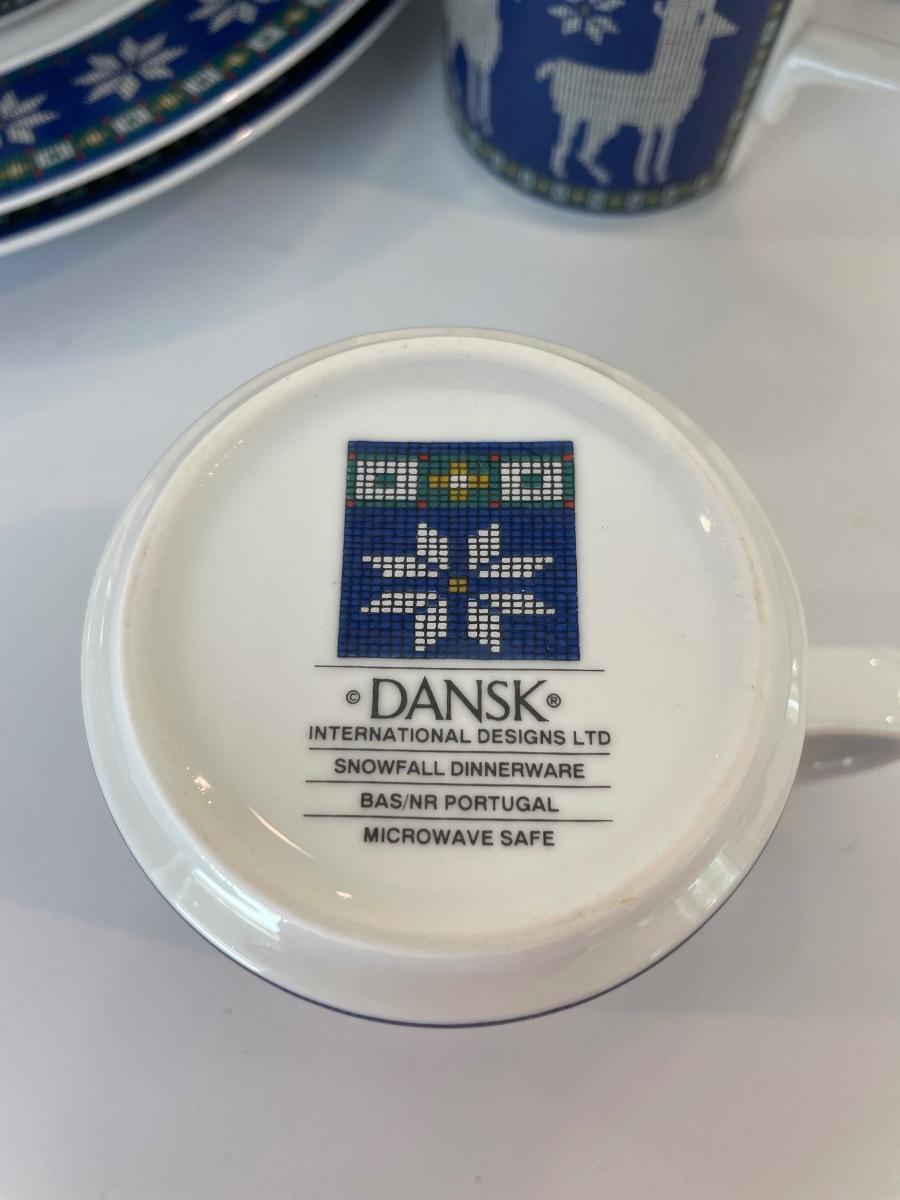 © DANSK ®
INTERNATIONAL DESIGNS LTD
SNOWFALL DINNERWARE
BAS/NR PORTUGAL
MICROWAVE SAFE